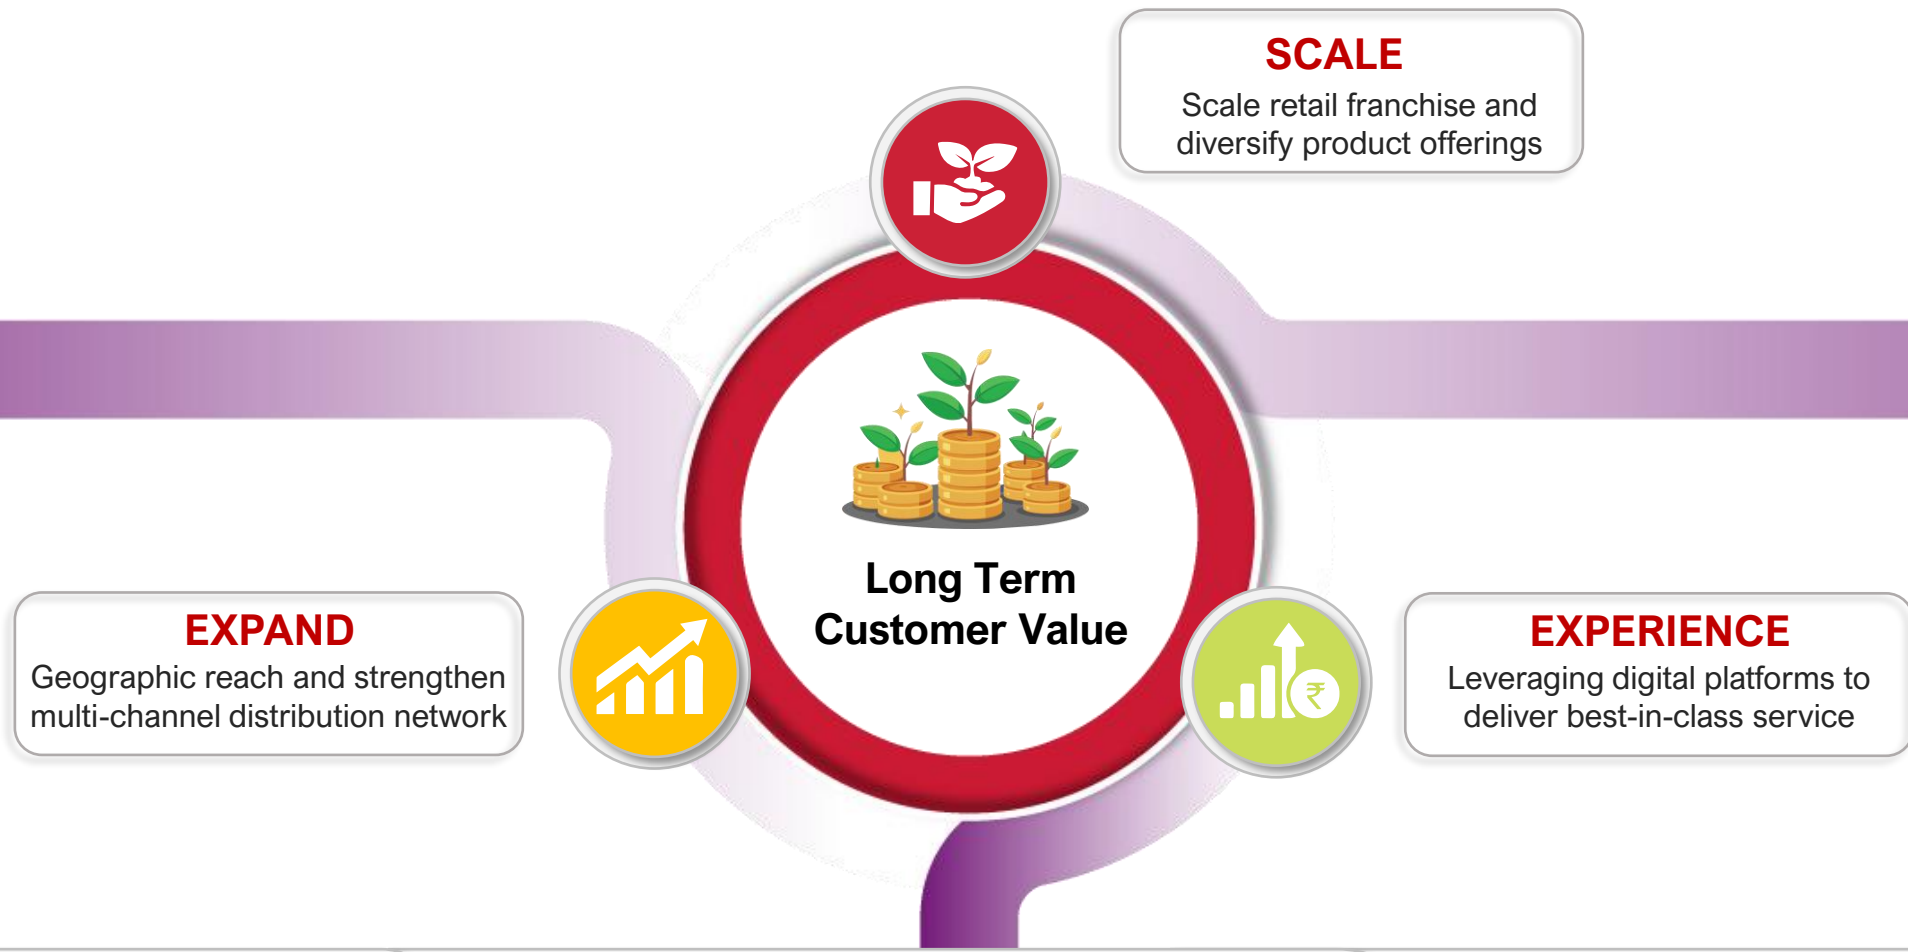 SCALE
Scale retail franchise and
diversify product offerings
Long Term
Customer Value
EXPAND
Geographic reach and strengthen
multi-channel distribution network
₹
EXPERIENCE
Leveraging digital platforms to
deliver best-in-class service